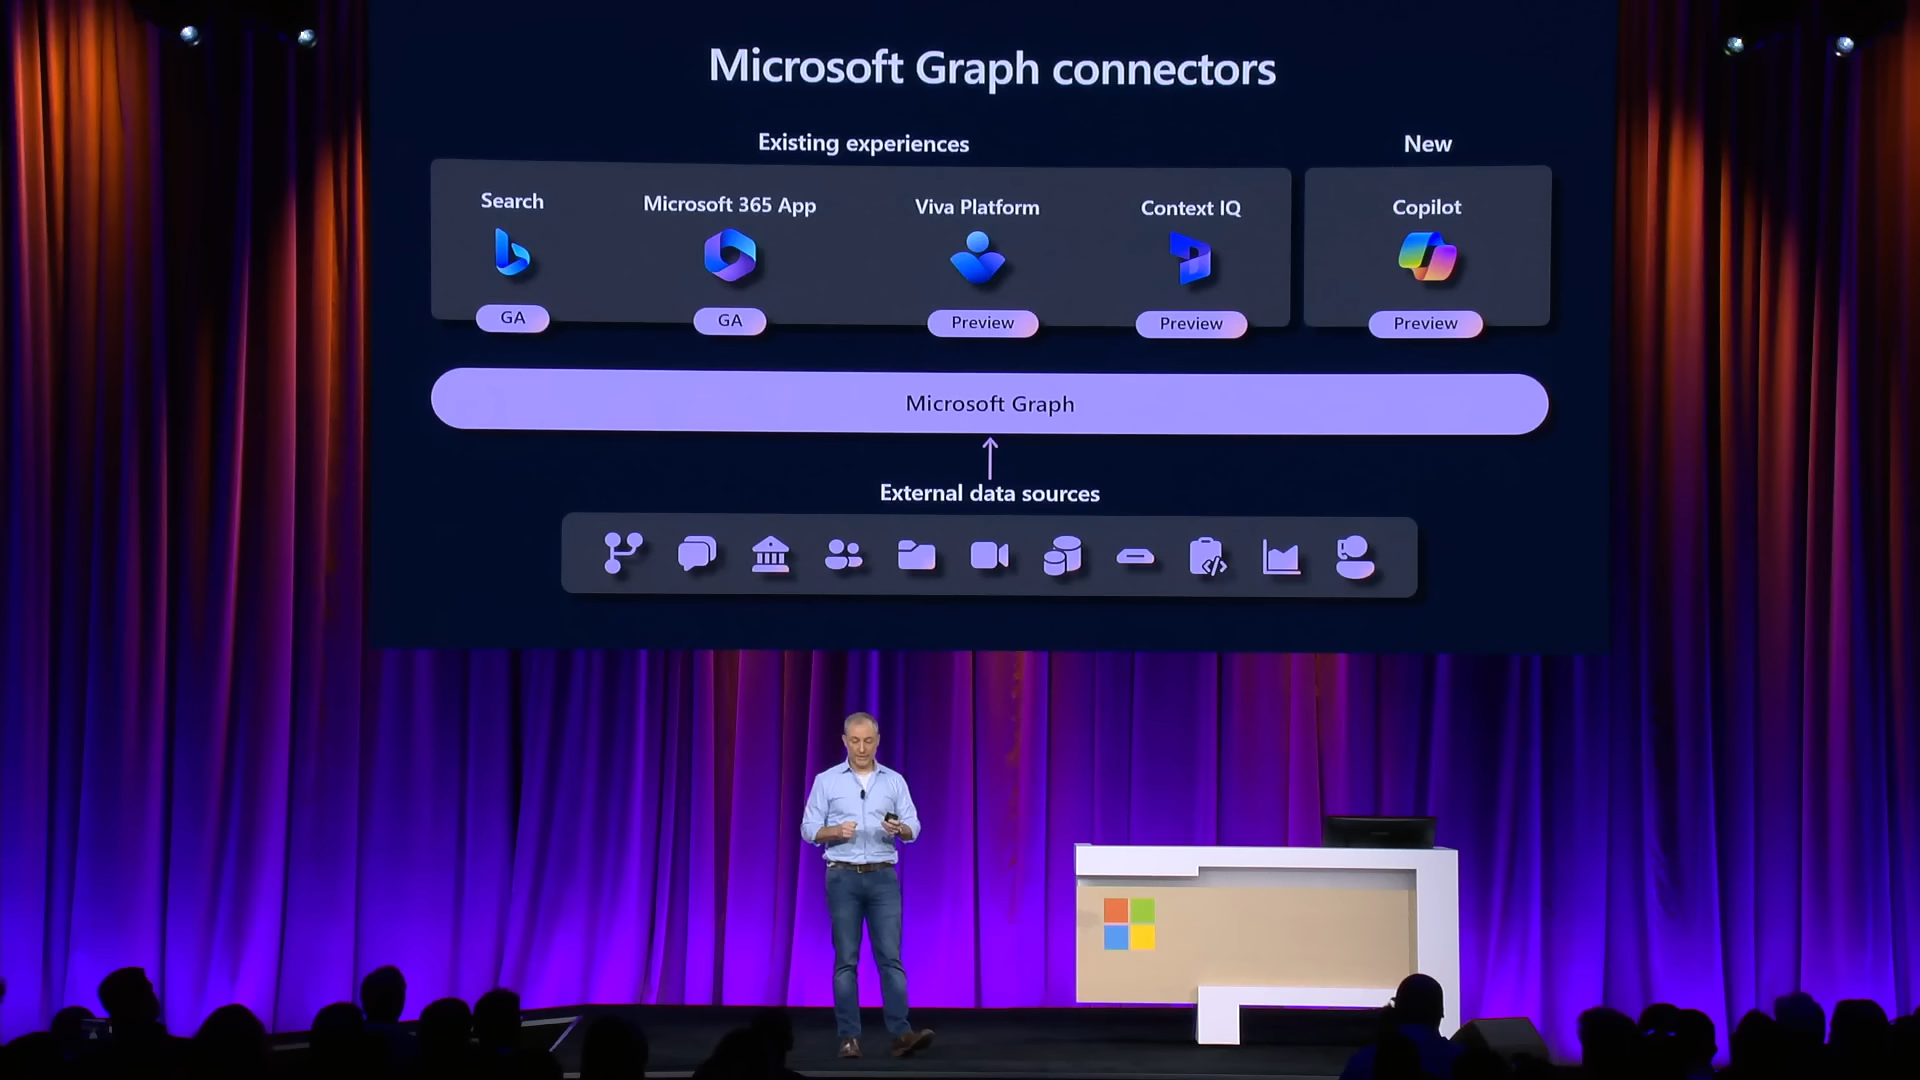 Microsoft Graph connectors
Existing experiences
New
Search
Microsoft 365 App
Viva Platform
Context IQ
Copilot
GA
GA
Preview
Preview
Preview
Microsoft Graph
External data sources